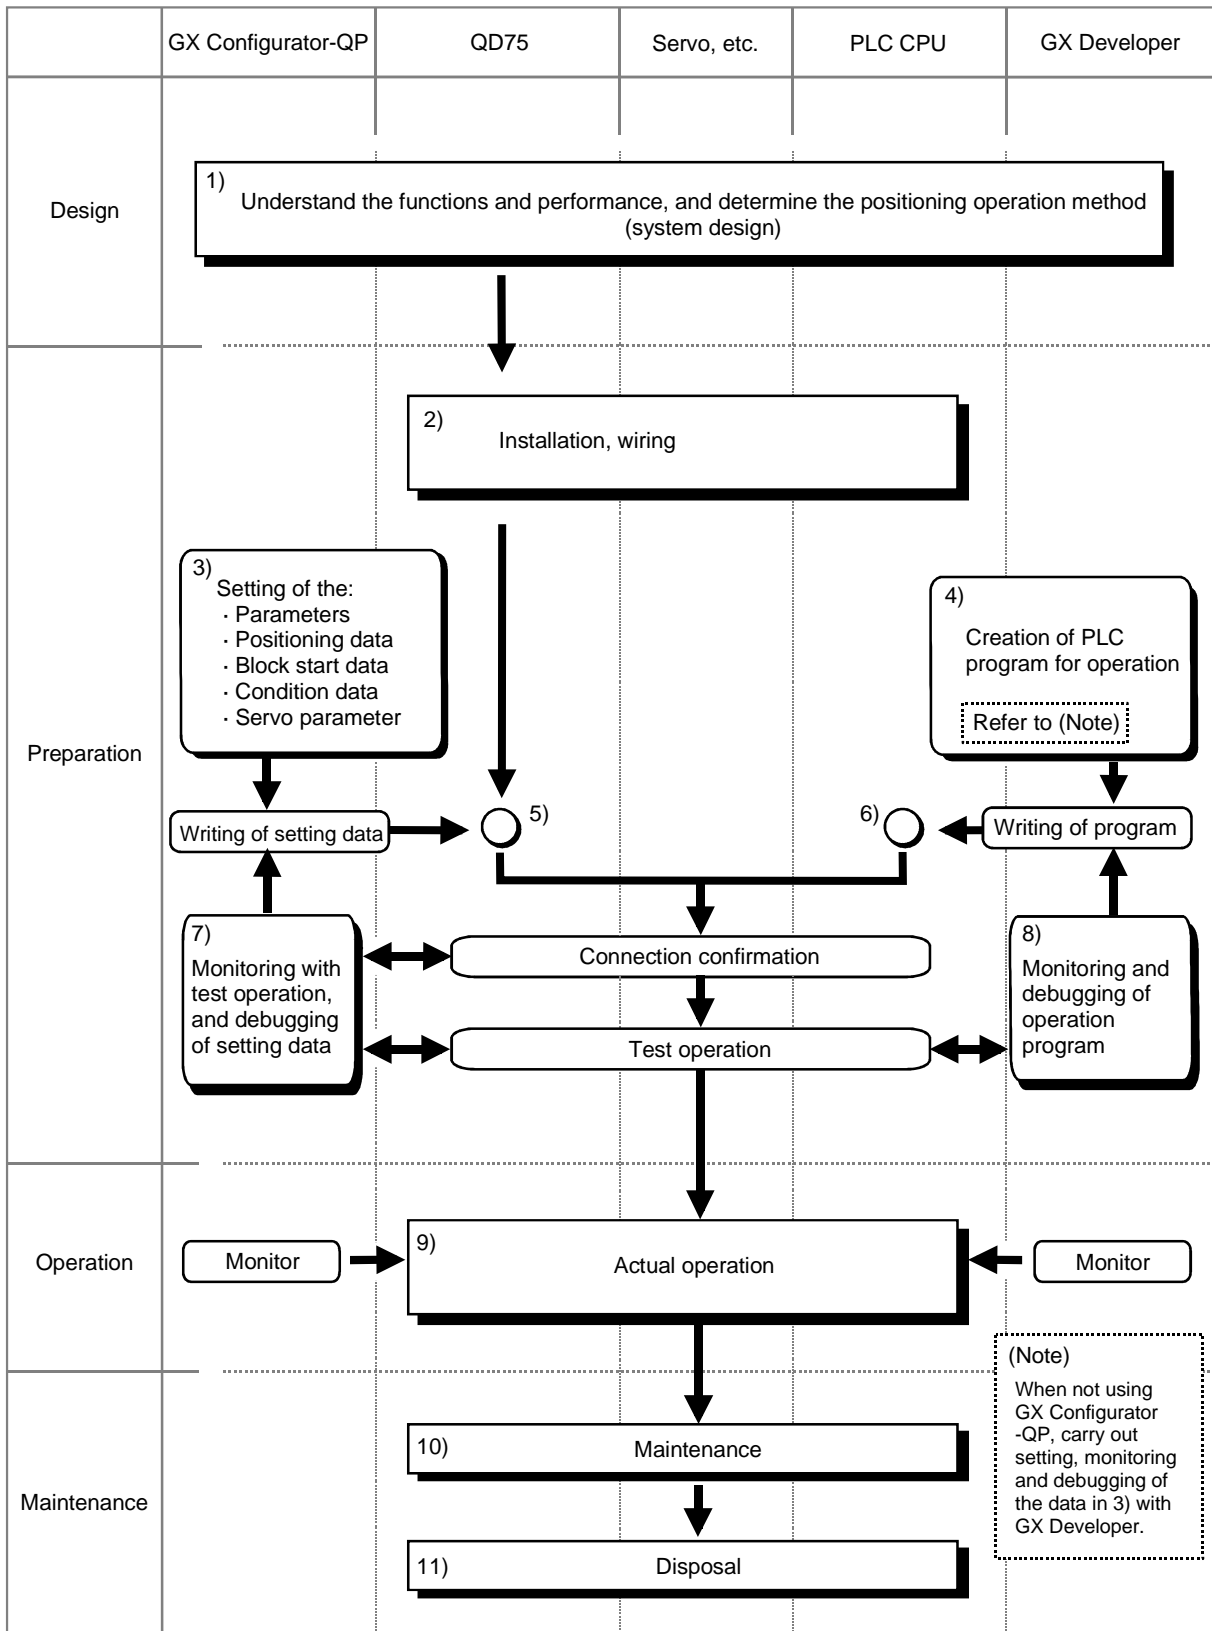 GX Configurator-QP
QD75
Servo, etc.
PLC CPU
GX Developer
Design
1)
Understand the functions and performance, and determine the positioning operation method
(system design)
Preparation
2)
Installation, wiring
3)
Setting of the:
· Parameters
· Positioning data
· Block start data
· Condition data
· Servo parameter
4)
Creation of PLC
program for operation
Refer to (Note)
Writing of setting data
5)
6)
Writing of program
7)
Monitoring with
test operation,
and debugging
of setting data
Connection confirmation
Test operation
8)
Monitoring and
debugging of
operation
program
Operation
Monitor
9)
Actual operation
Monitor
(Note)
When not using
GX Configurator
-QP, carry out
setting, monitoring
and debugging of
the data in 3) with
GX Developer.
Maintenance
10)
Maintenance
11)
Disposal